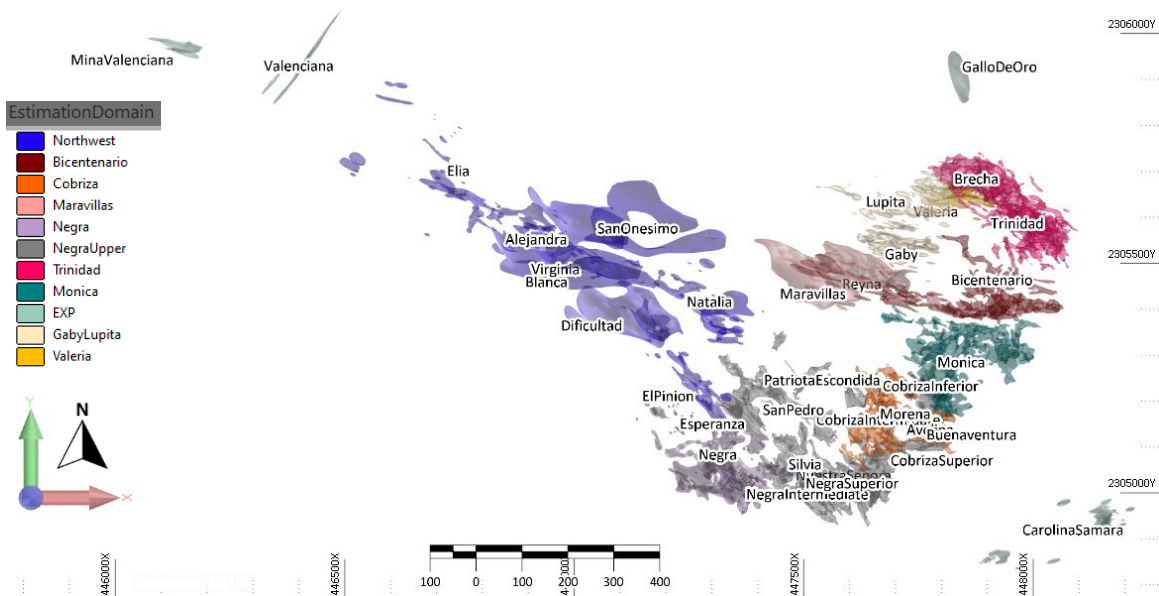 2306000Y
MinaValenciana
Valenciana
GalloDeOro
EstimationDomain
Northwest
Bicentenario
Cobriza
Maravillas
Negra
NegraUpper
Trinidad
Monica
EXP
GabyLupita
Valeria
Elia
Brecha
Lupita
Valeria
Trinidad
SanOnesimo
Alejandra
Gaby
2305500Y
Virginia
Blanca
Reyna
Bicentenario
Maravillas
Natalia
Dificultad
Monica
PatriotaEscondida
CobrizaInferior
ElPinion
SanPedro
Morena
Esperanza
Buenaventura
Negra
Silvia
CobrizaSuperior
NegraSuperior
NegraIntermediate
2305000Y
CarolinaSamara
Y
N
X
446000X
446500X
447500X
448000X
100 0 100 200 300 400